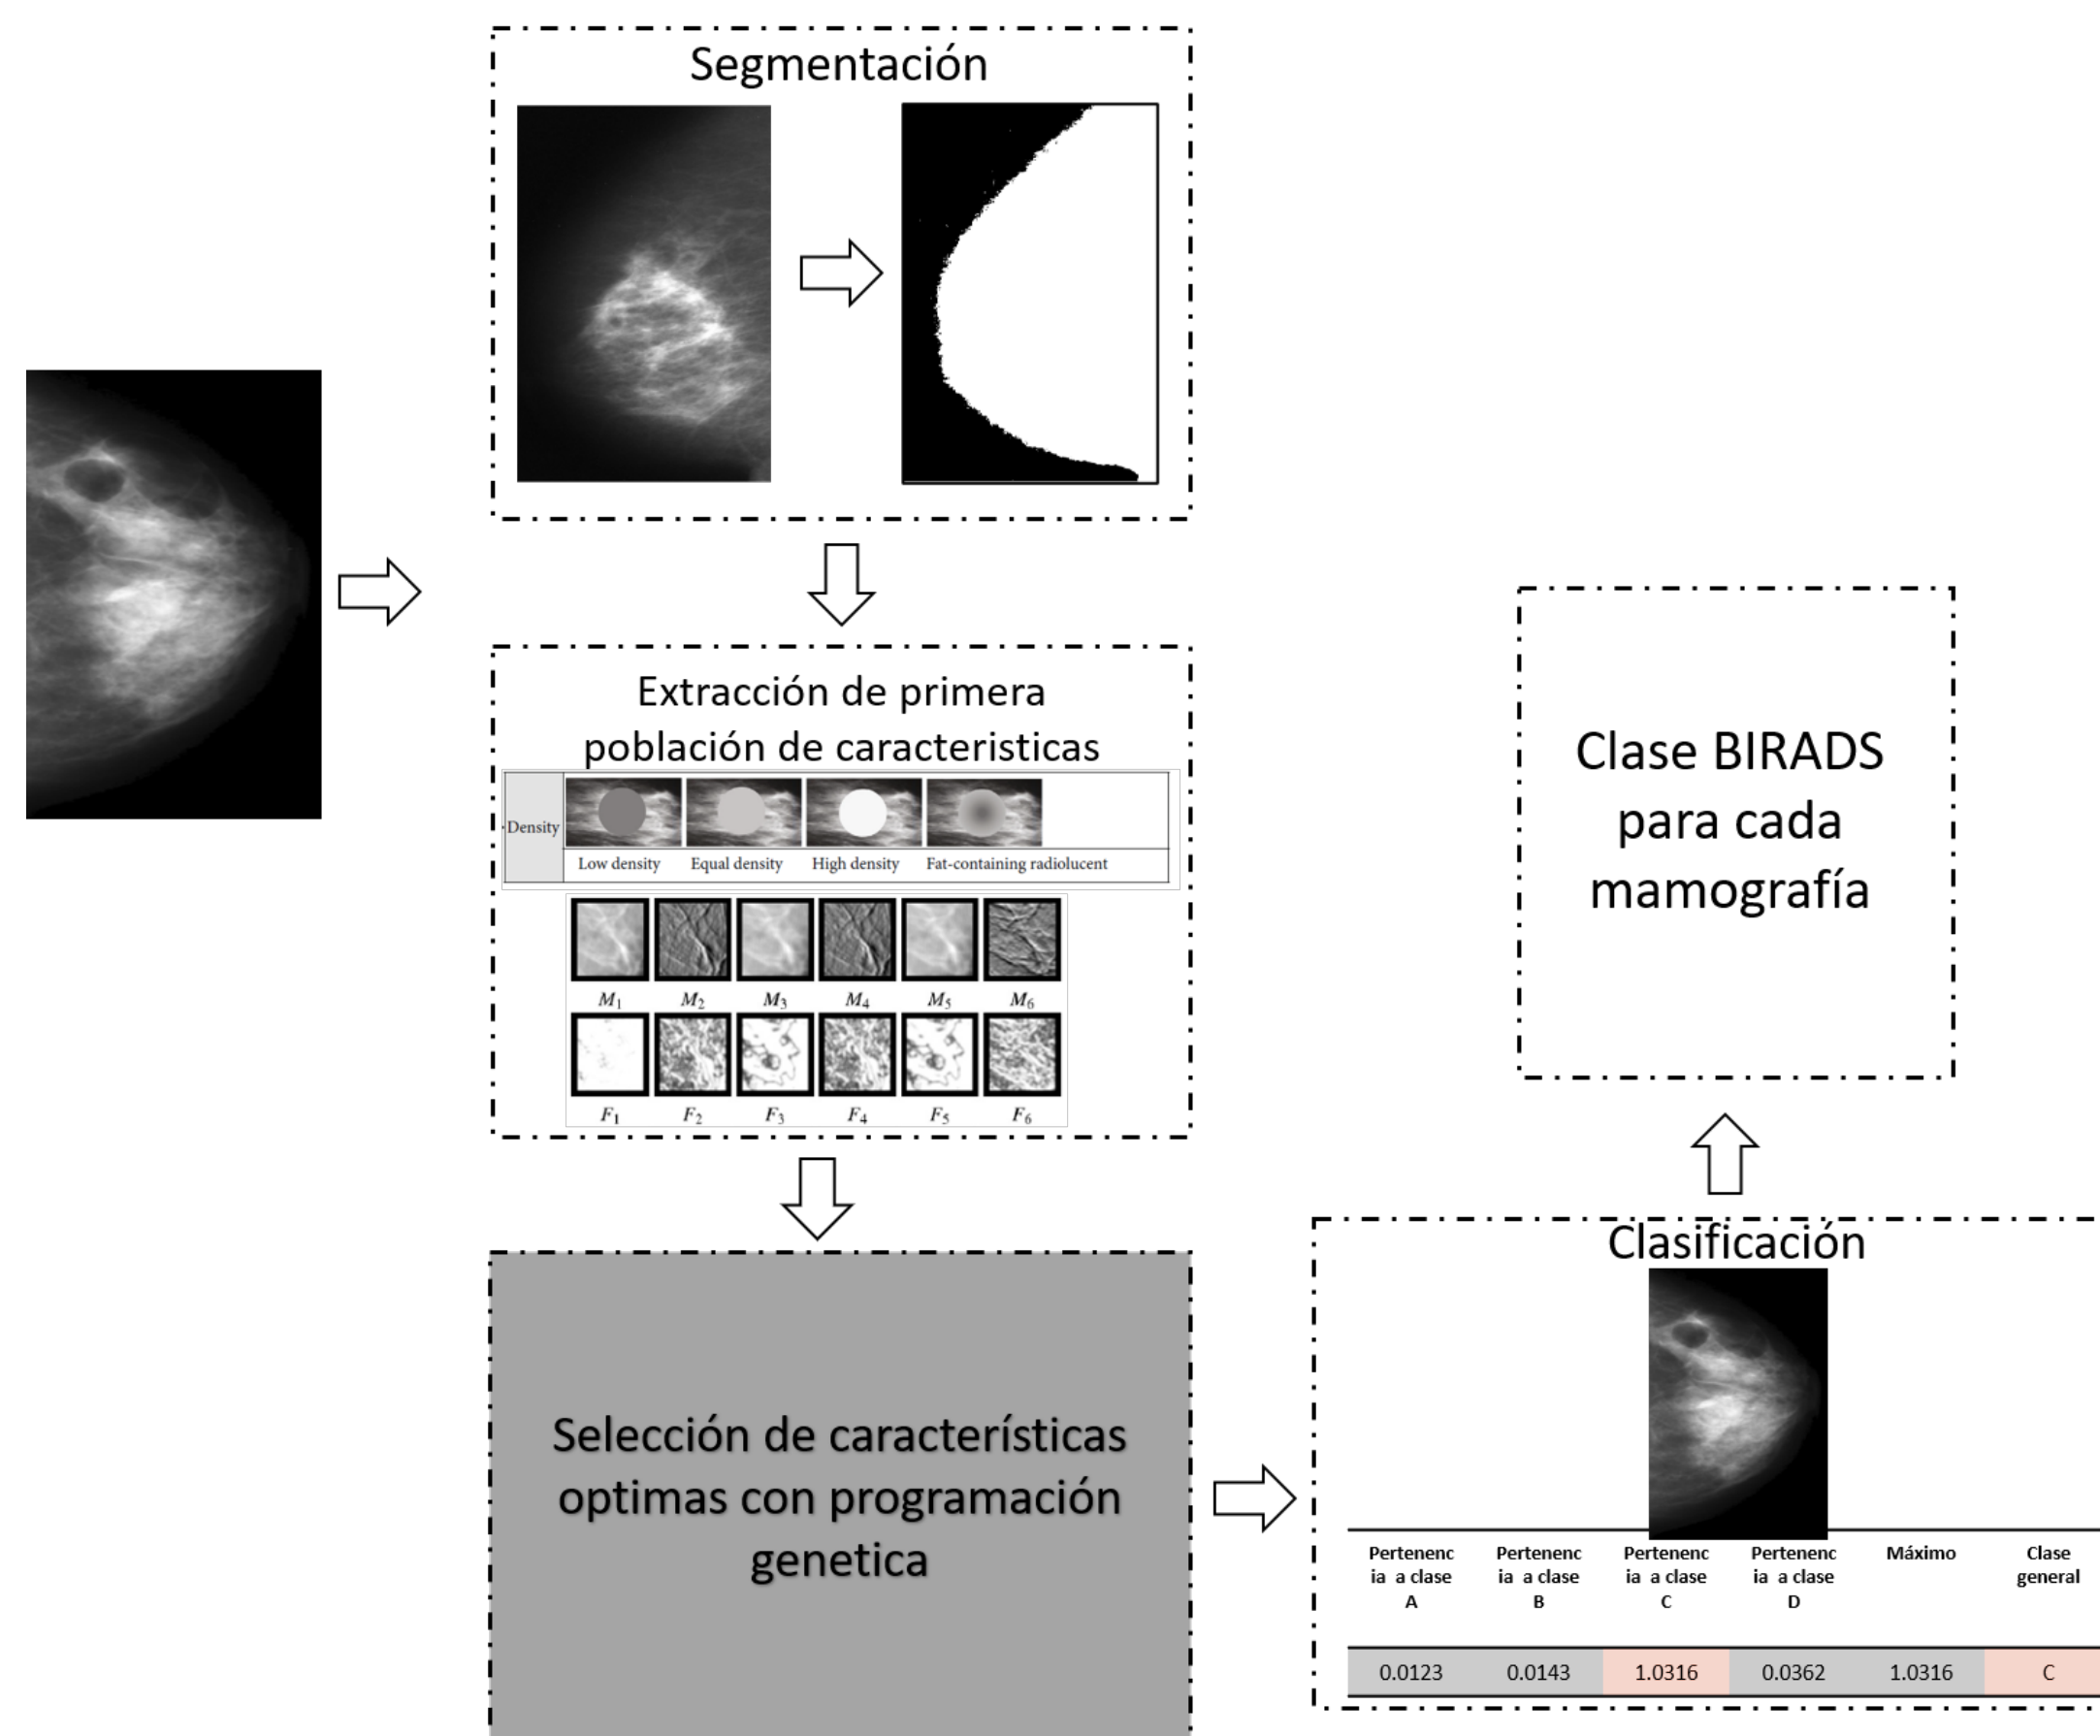 Segmentación
Extracción de primera
población de caracteristicas
Density
Low density Equal density High density Fat-containing radiolucent
M1 M2 M3 M4 M5 M6
F1 F2 F3 F4 F5 F6
Selección de características
optimas con programación
genetica
Clasificación
Pertenenc Pertenenc Pertenenc Pertenenc Máximo Clase
ia a clase ia a clase ia a clase ia a clase general
A B C D
0.0123 0.0143 1.0316 0.0362 1.0316 C
Clase BIRADS
para cada
mamografía